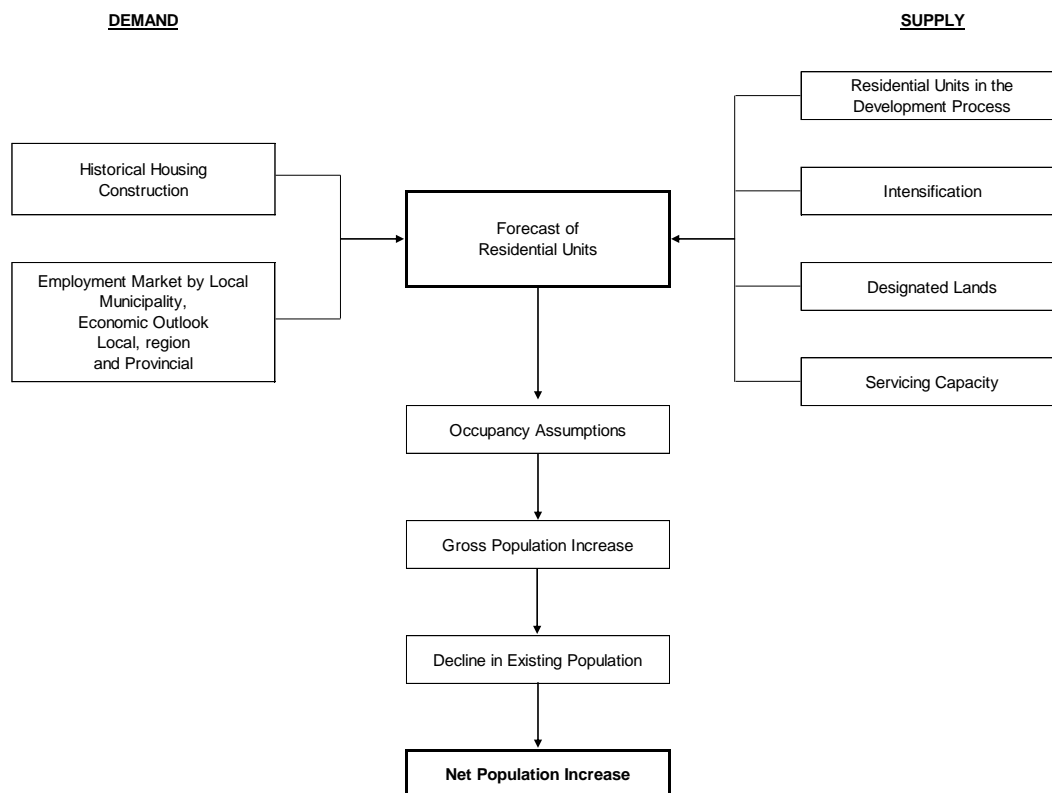 DEMAND
SUPPLY
Residential Units in the
Development Process
Historical Housing
Construction
Intensification
Forecast of
Residential Units
Employment Market by Local
Municipality,
Economic Outlook
Local, region
and Provincial
Designated Lands
Servicing Capacity
Occupancy Assumptions
Gross Population Increase
Decline in Existing Population
Net Population Increase